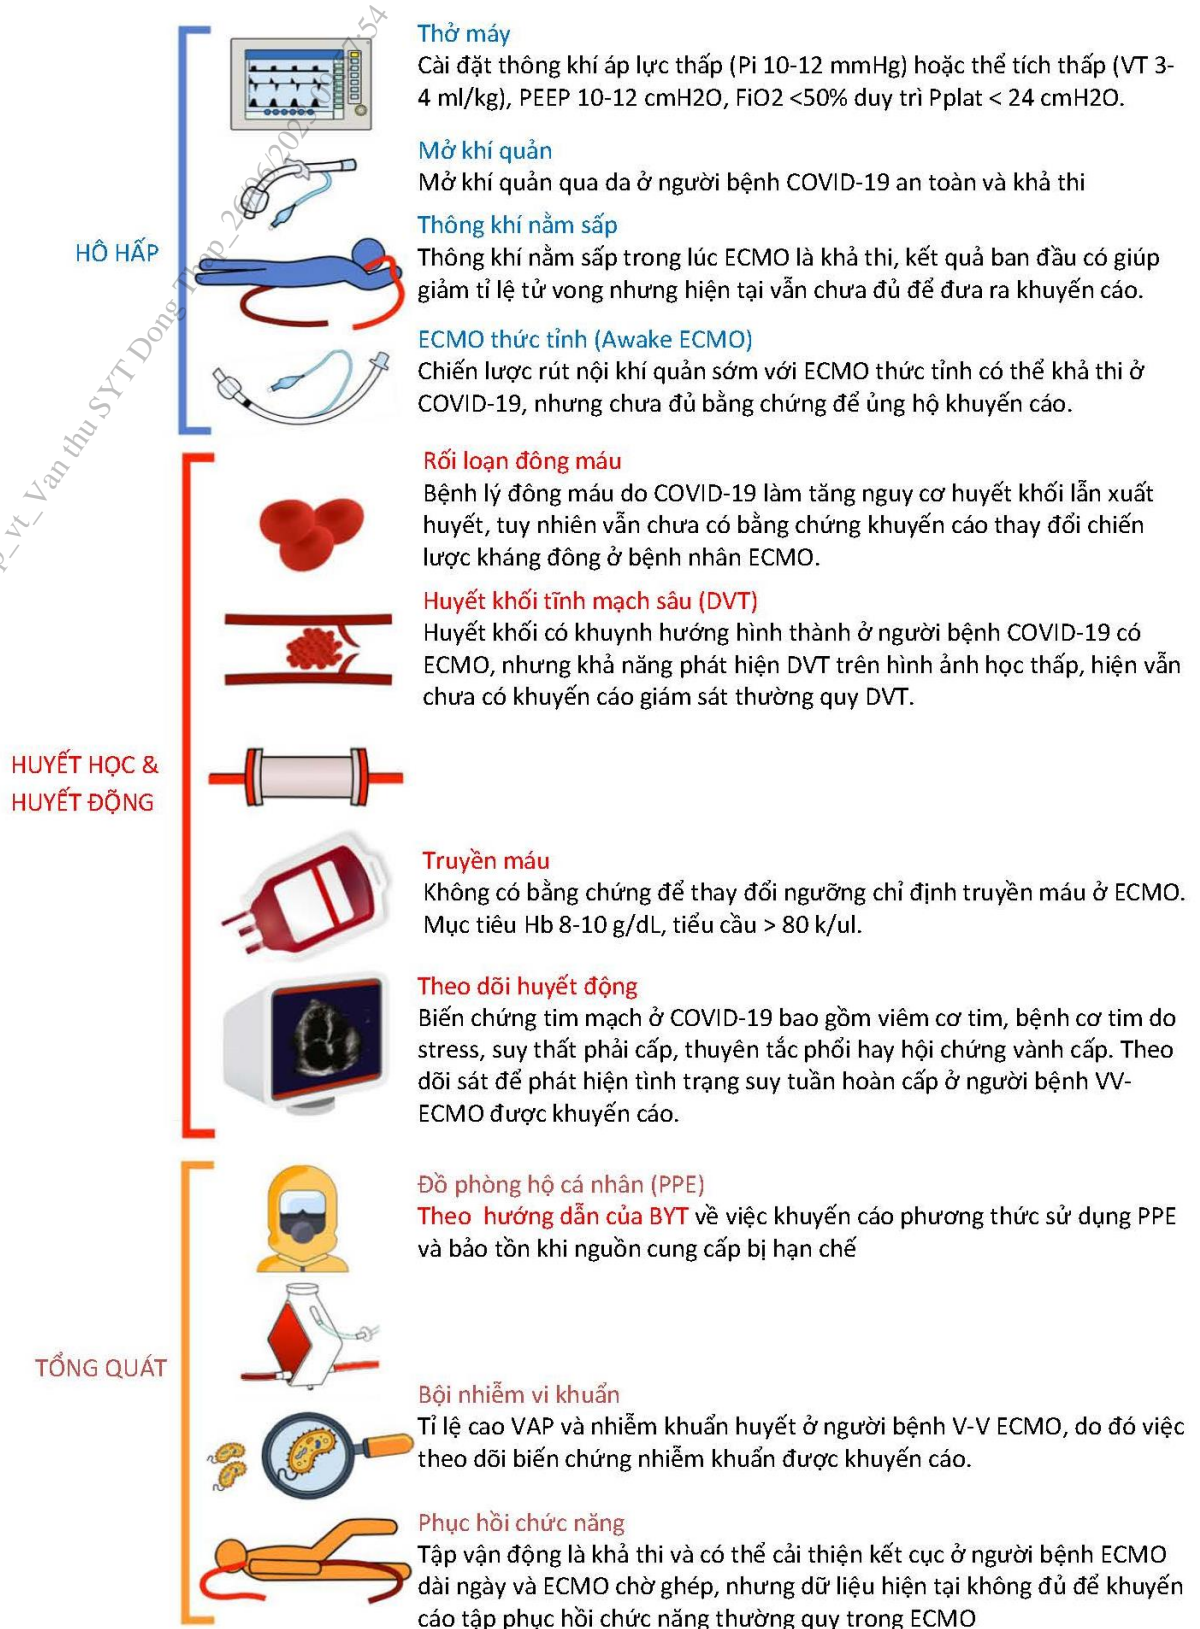 Thở máy
Cài đặt thông khí áp lực thấp (Pi 10-12 mmHg) hoặc thể tích thấp (VT 3-
4 ml/kg), PEEP 10-12 cmH2O, FiO2 <50% duy trì Pplat < 24 cmH2O.
Mở khí quản
Mở khí quản qua da ở người bệnh COVID-19 an toàn và khả thi
HÔ HẤP
Thông khí nằm sấp
Thông khí nằm sấp trong lúc ECMO là khả thi, kết quả ban đầu có giúp
giảm tỉ lệ tử vong nhưng hiện tại vẫn chưa đủ để đưa ra khuyến cáo.
ECMO thức tỉnh (Awake ECMO)
Chiến lược rút nội khí quản sớm với ECMO thức tỉnh có thể khả thi ở
COVID-19, nhưng chưa đủ bằng chứng để ủng hộ khuyến cáo.
Rối loạn đông máu
Bệnh lý đông máu do COVID-19 làm tăng nguy cơ huyết khối lẫn xuất
huyết, tuy nhiên vẫn chưa có bằng chứng khuyến cáo thay đổi chiến
lược kháng đông ở bệnh nhân ECMO.
Huyết khối tĩnh mạch sâu (DVT)
Huyết khối có khuynh hướng hình thành ở người bệnh COVID-19 có
ECMO, nhưng khả năng phát hiện DVT trên hình ảnh học thấp, hiện vẫn
chưa có khuyến cáo giám sát thường quy DVT.
HUYẾT HỌC &
HUYẾT ĐỘNG
Truyền máu
Không có bằng chứng để thay đổi ngưỡng chỉ định truyền máu ở ECMO.
Mục tiêu Hb 8-10 g/dL, tiểu cầu > 80 k/ul.
Theo dõi huyết động
Biến chứng tim mạch ở COVID-19 bao gồm viêm cơ tim, bệnh cơ tim do
stress, suy thất phải cấp, thuyên tắc phổi hay hội chứng vành cấp. Theo
dõi sát để phát hiện tình trạng suy tuần hoàn cấp ở người bệnh VV-
ECMO được khuyến cáo.
Đồ phòng hộ cá nhân (PPE)
Theo hướng dẫn của BYT về việc khuyến cáo phương thức sử dụng PPE
và bảo tồn khi nguồn cung cấp bị hạn chế
TỔNG QUÁT
Bội nhiễm vi khuẩn
Tỉ lệ cao VAP và nhiễm khuẩn huyết ở người bệnh V-V ECMO, do đó việc
theo dõi biến chứng nhiễm khuẩn được khuyến cáo.
Phục hồi chức năng
Tập vận động là khả thi và có thể cải thiện kết cục ở người bệnh ECMO
dài ngày và ECMO chờ ghép, nhưng dữ liệu hiện tại không đủ để khuyến
cáo tập phục hồi chức năng thường quy trong ECMO
Van thu SYT Dong